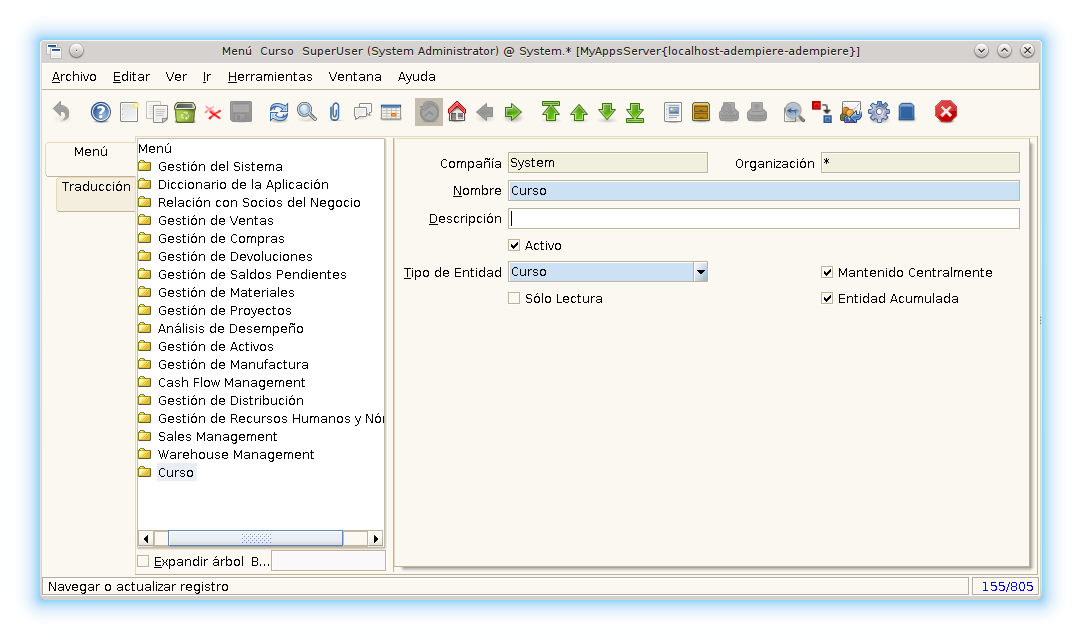 Menú  Curso  SuperUser (System Administrator) @ System.* [MyAppsServer{localhost-adempiere-adempiere}]
Archivo Editar Ver Ir Herramientas Ventana Ayuda
Menú
Traducción
Menú
Gestión del Sistema
Diccionario de la Aplicación
Relación con Socios del Negocio
Gestión de Ventas
Gestión de Compras
Gestión de Devoluciones
Gestión de Saldos Pendientes
Gestión de Materiales
Gestión de Proyectos
Análisis de Desempeño
Gestión de Activos
Gestión de Manufactura
Cash Flow Management
Gestión de Distribución
Gestión de Recursos Humanos y Nó
Sales Management
Warehouse Management
Curso
Expandir árbol B...
Compañía System Organización *
Nombre Curso
Descripción
Activo
Tipo de Entidad Curso Mantenido Centralmente
Sólo Lectura Entidad Acumulada
Navegar o actualizar registro 155/805